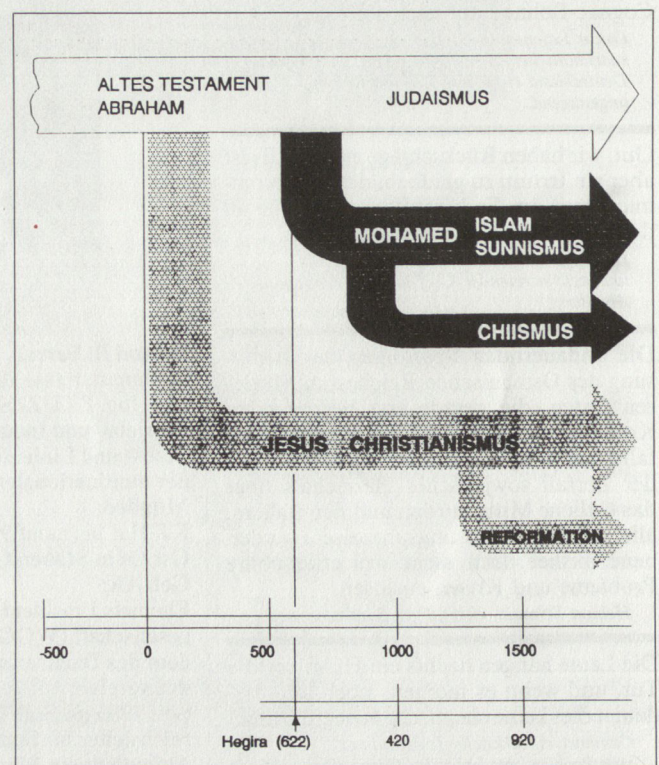 ALTES TESTAMENT
ABRAHAM
JUDAISMUS
MOHAMED
ISLAM
SUNNISMUS
CHIISMUS
JESUS CHRISTIANISMUS
REFORMATION
-500 0 500 1000 1500
Hegira (622) 420 920